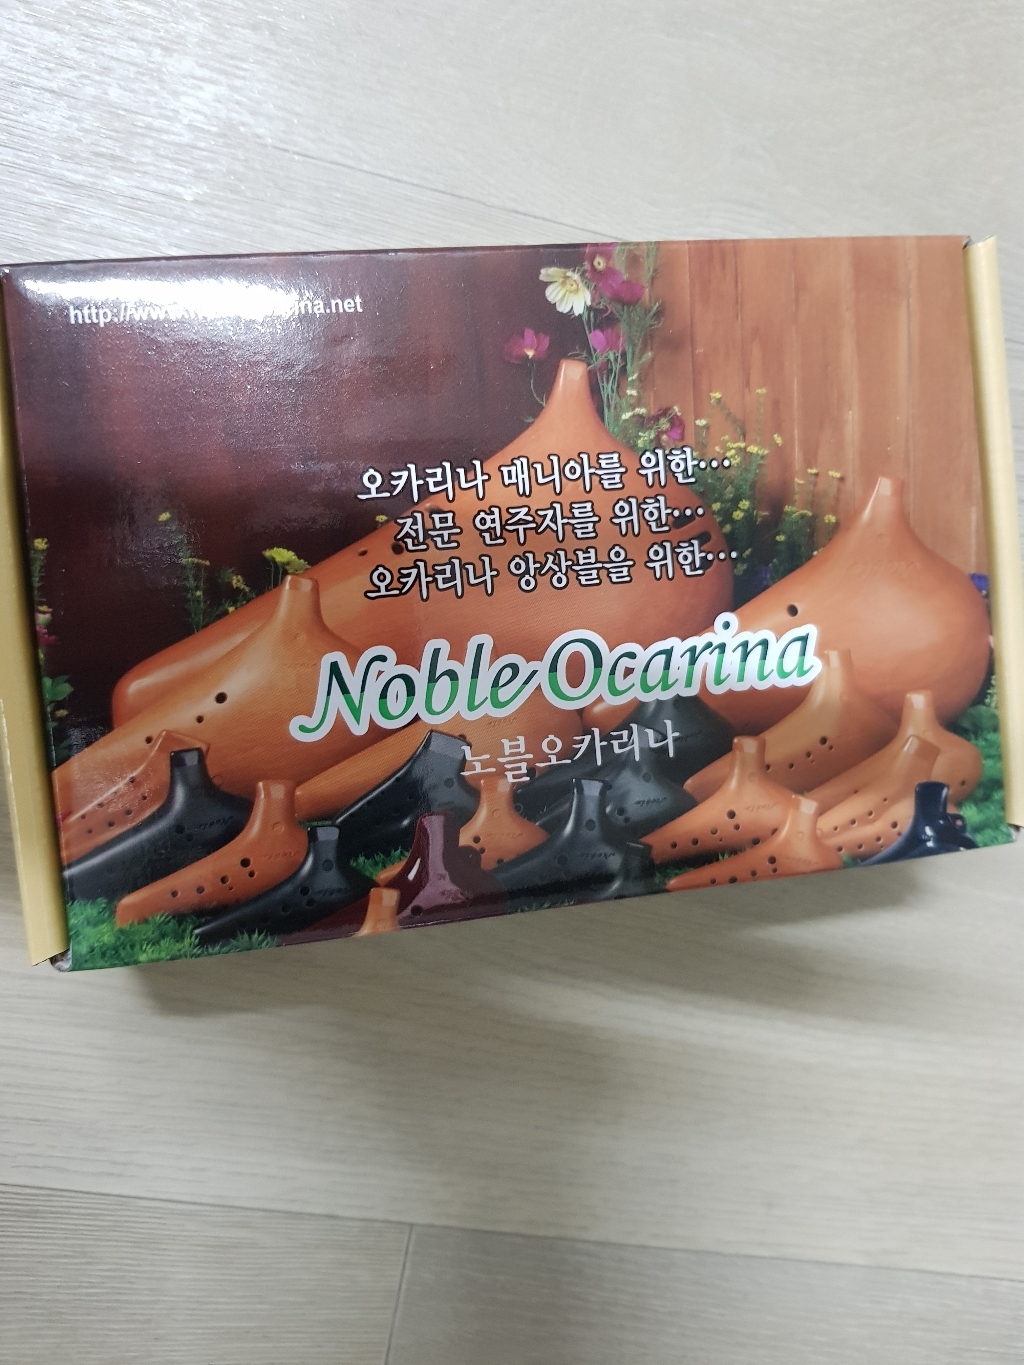 오카리나 매니아를 위한…
전문 연주자를 위한…
오카리나 앙상블을 위한…
Noble Ocarina
노블오카리나